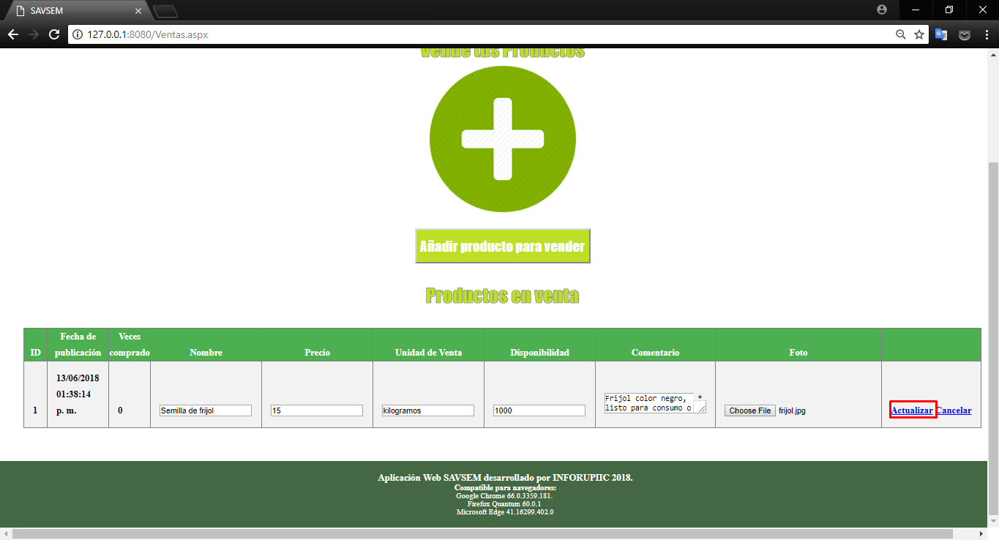 SAVSEM
127.0.0.1:8080/Ventas.aspx
Vende tus Productos
Añadir producto para vender
Productos en venta
ID Fecha de publicación Veces comprado Nombre Precio Unidad de Venta Disponibilidad Comentario Foto
1 13/06/2018 01:38:14 p. m. 0 Semilla de frijol 15 kilogramos 1000 Frijol color negro, listo para consumo o Choose File frijol.jpg Actualizar Cancelar
Aplicación Web SAVSEM desarrollado por INFORUPIIC 2018.
Compatible para navegadores:
Google Chrome 66.0.3359.181.
Firefox Quantum 60.0.1
Microsoft Edge 41.16299.402.0